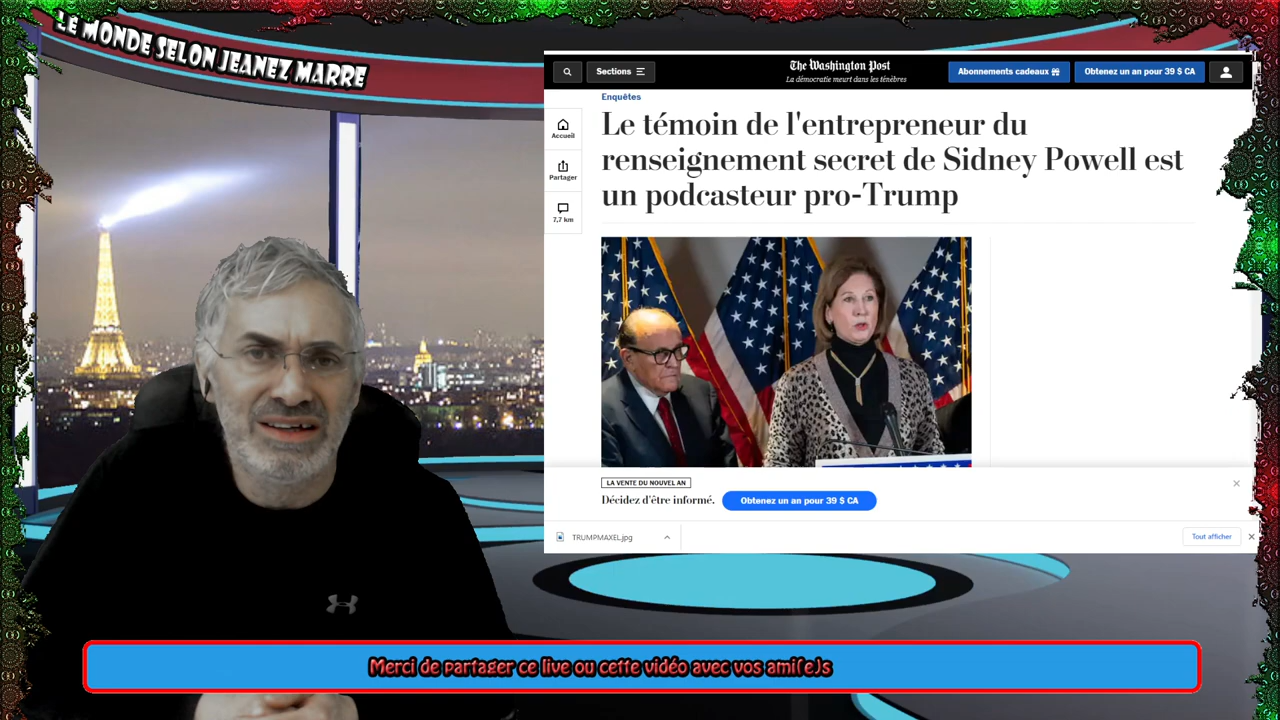 LE MONDE SELON JEANEZ MARRE
Sections
The Washington Post
La démocratie meurt dans les ténèbres
Abonnements cadeaux
Obtenez un an pour 39 $ CA
Enquêtes
Accueil
Partager
7,7 km
Le témoin de l'entrepreneur du
renseignement secret de Sidney Powell est
un podcasteur pro-Trump
LA VENTE DU NOUVEL AN
Décidez d'être informé.
Obtenez un an pour 39 $ CA
TRUMPMAXEL.jpg
Tout afficher
Merci de partager ce live ou cette vidéo avec vos ami(e)s